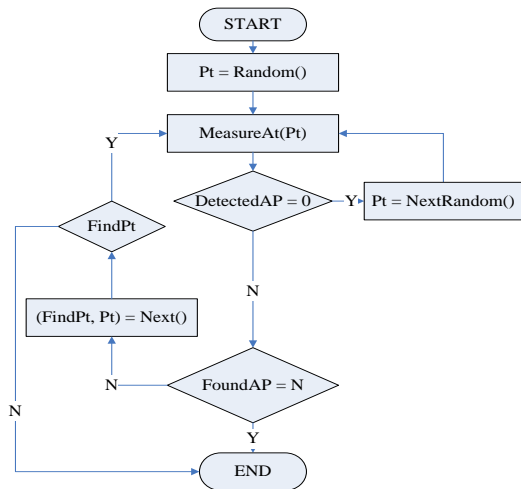 START
Pt = Random()
Y
MeasureAt(Pt)
DetectedAP = 0
Y
Pt = NextRandom()
FindPt
N
(FindPt, Pt) = Next()
N
FoundAP = N
N
Y
END